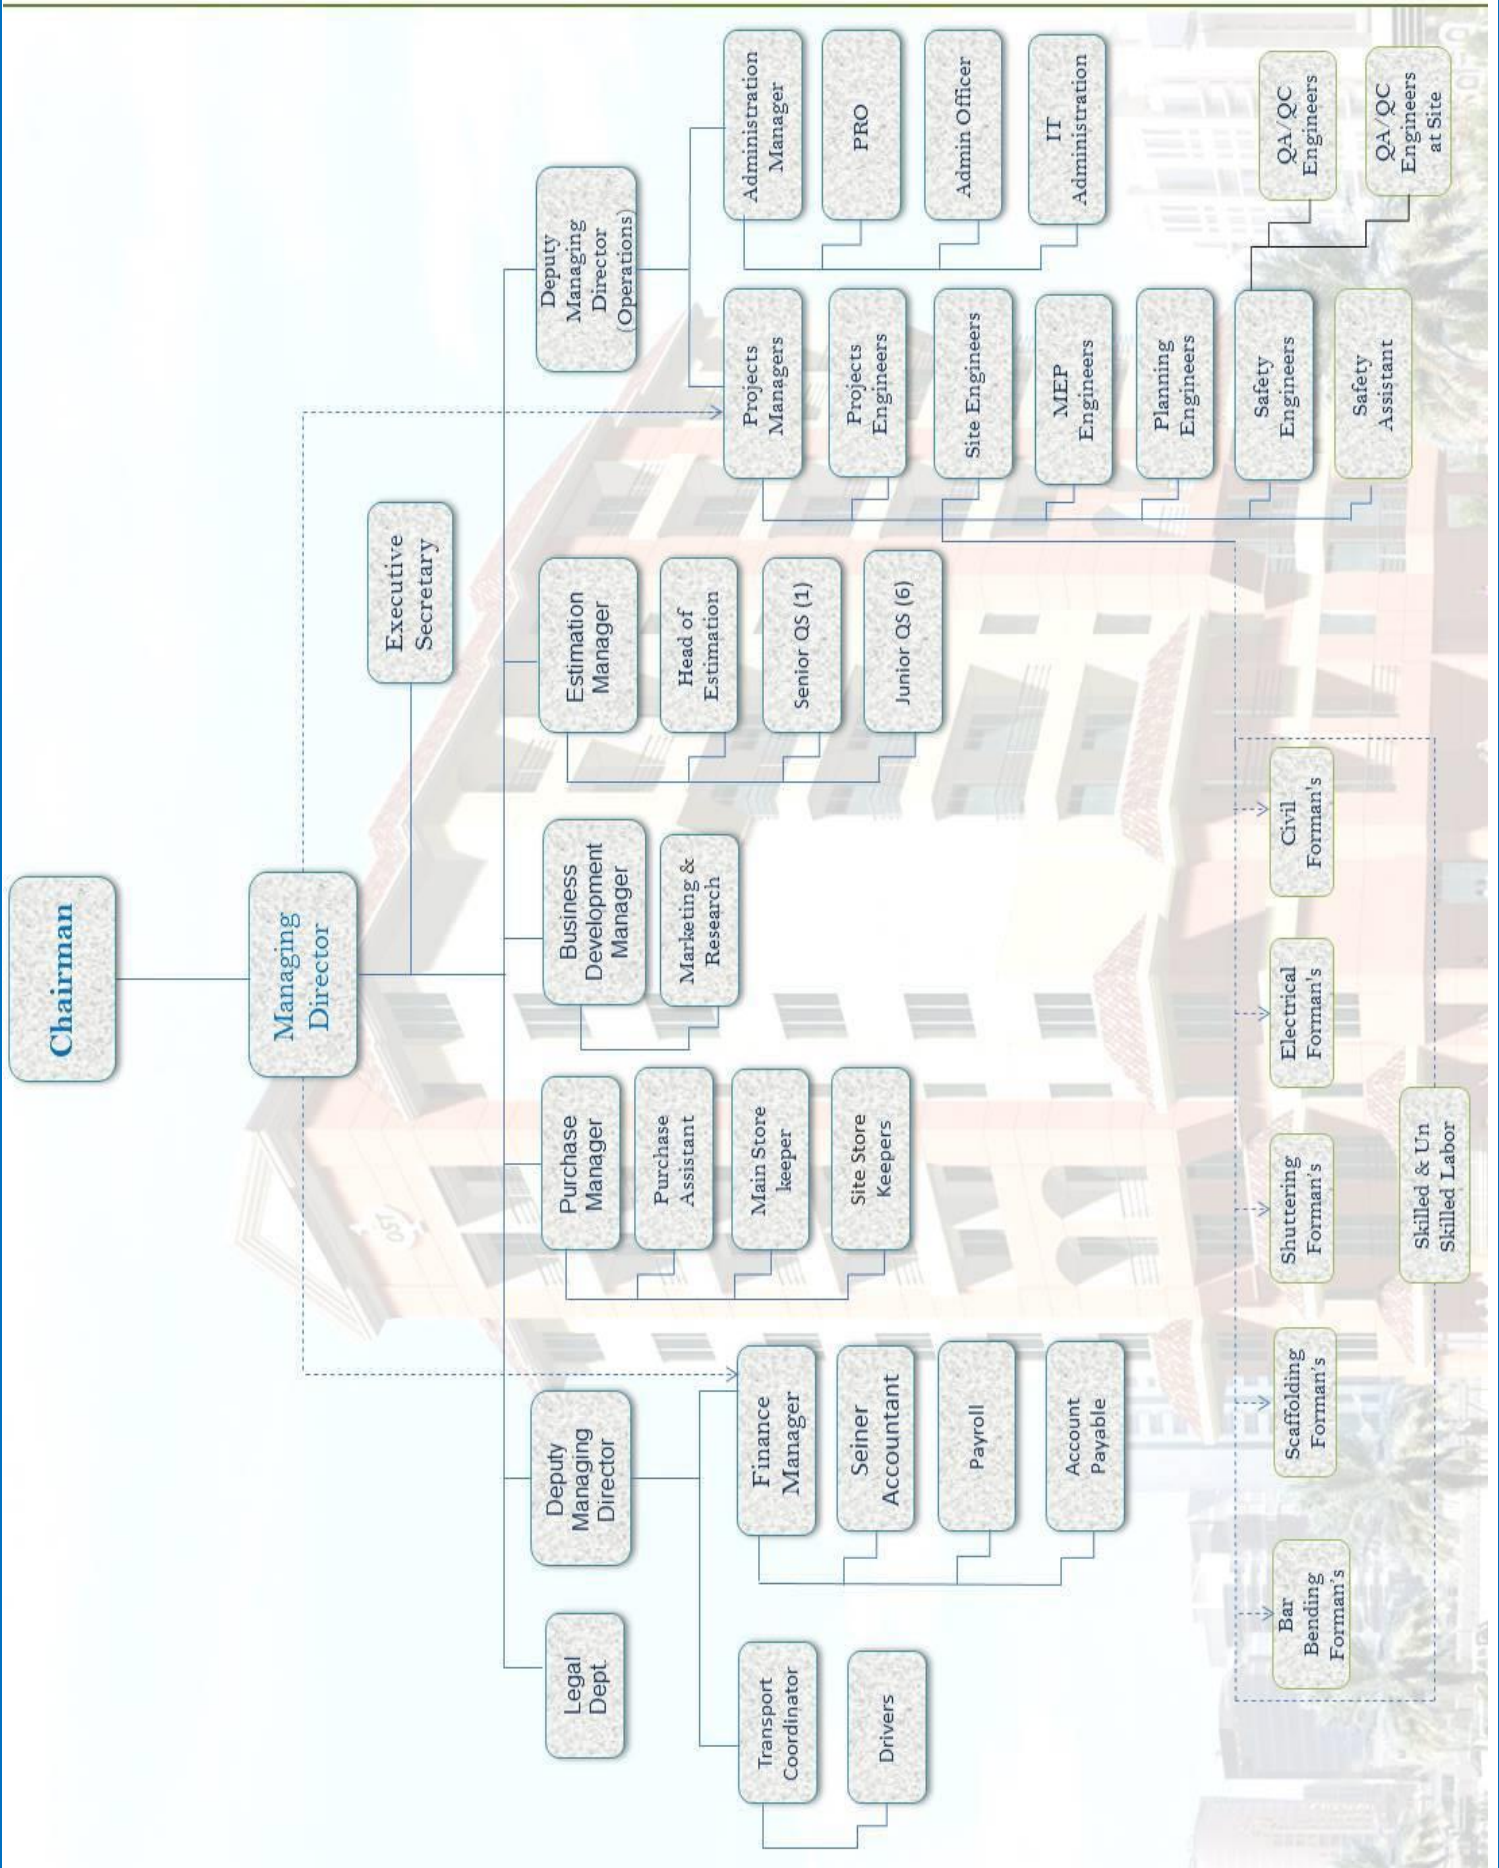 Chairman
Managing
Director
Executive
Secretary
Legal
Dept.
Deputy
Managing
Director
Purchase
Manager
Business
Development
Manager
Estimation
Manager
Deputy
Managing
Director
(Operations)
Transport
Coordinator
Drivers
Finance
Manager
Seiner
Accountant
Payroll
Account
Payable
Purchase
Assistant
Main Store
keeper
Site Store
Keepers
Marketing &
Research
Head of
Estimation
Senior QS (1)
Junior QS (6)
Projects
Managers
Projects
Engineers
Site Engineers
MEP
Engineers
Planning
Engineers
Safety
Engineers
Safety
Assistant
Administration
Manager
PRO
Admin Officer
IT
Administration
QA/QC
Engineers
QA/QC
Engineers
at Site
Bar
Bending
Forman's
Scaffolding
Forman's
Shuttering
Forman's
Electrical
Forman's
Civil
Forman's
Skilled & Un
Skilled Labor